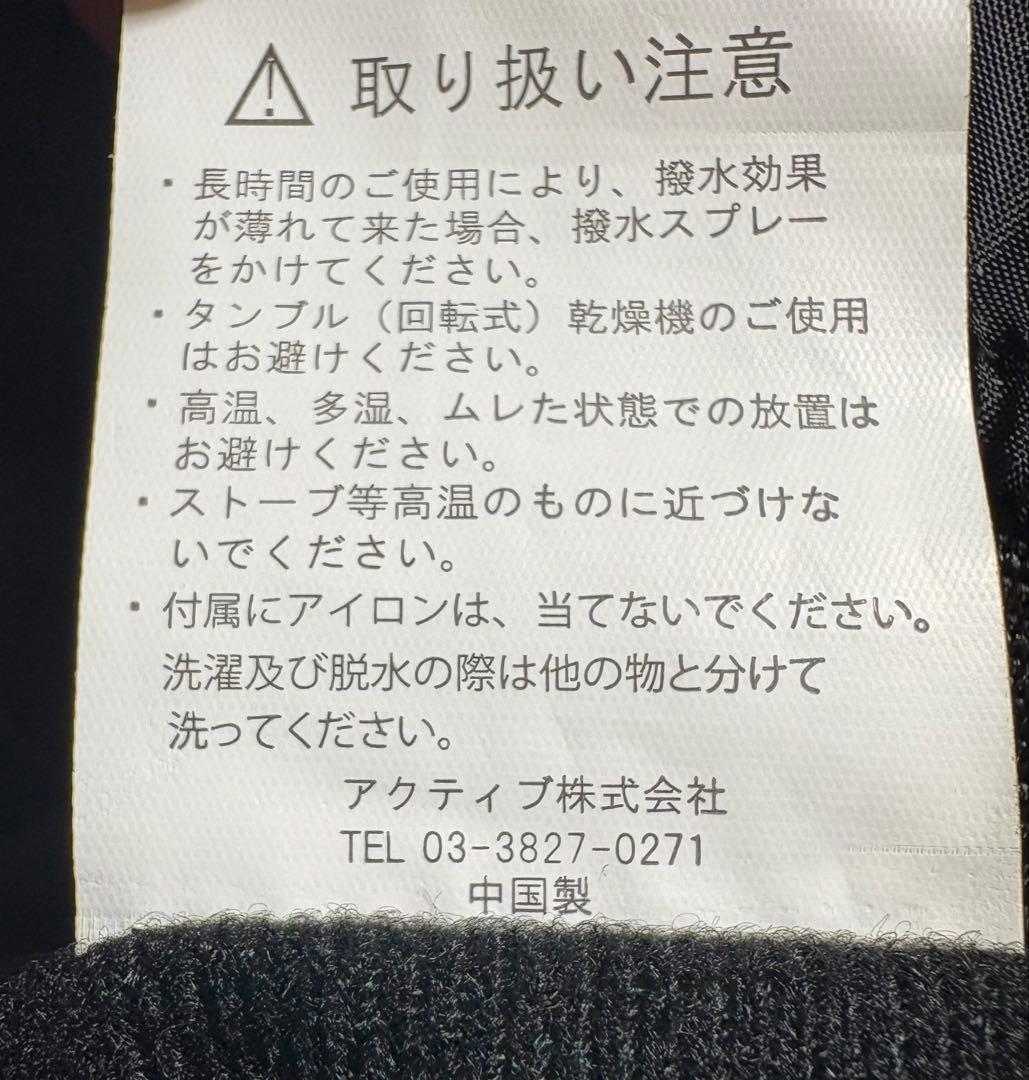 取り扱い注意
・長時間のご使用により、撥水効果
が薄れて来た場合、撥水スプレー
をかけてください。
・タンブル（回転式）乾燥機のご使用
はお避けください。
・高温、多湿、ムレた状態での放置は
お避けください。
・ストーブ等高温のものに近づけな
いでください。
・付属にアイロンは、当てないでください。
洗濯及び脱水の際は他の物と分けて
洗ってください。
アクティブ株式会社
TEL 03-3827-0271
中国製